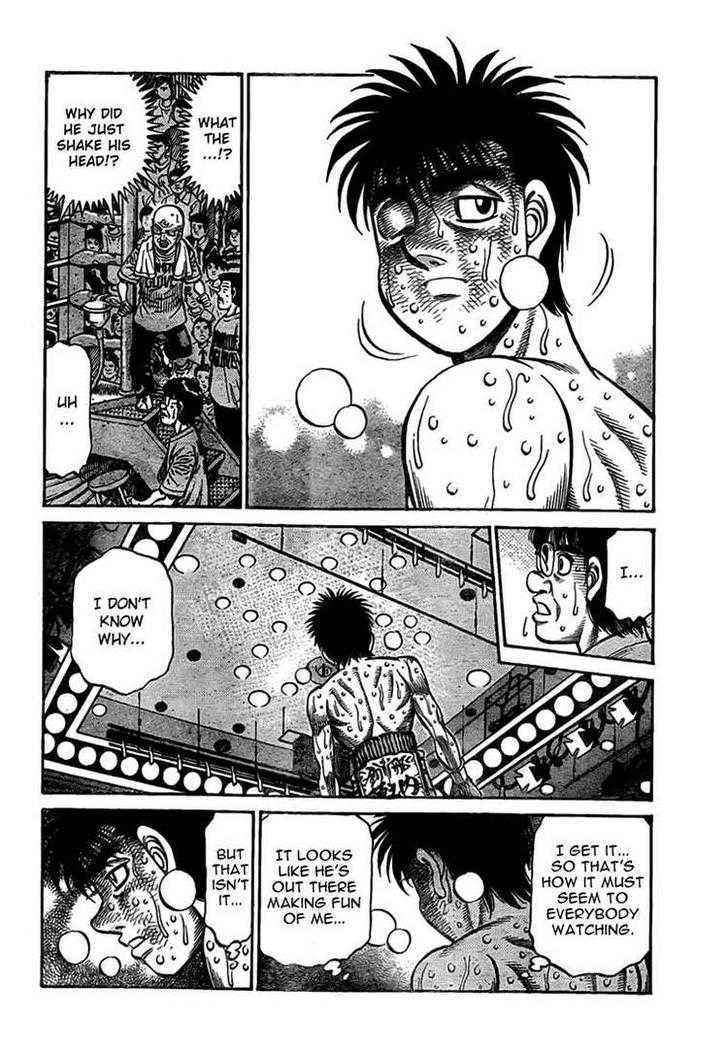 WHAT
THE
...!?
WHY DID
HE JUST
SHAKE HIS
HEAD!?
UH
...
I...
I DON'T
KNOW
WHY...
I GET IT...
SO THAT'S
HOW IT MUST
SEEM TO
EVERYBODY
WATCHING.
IT LOOKS
LIKE HE'S
OUT THERE
MAKING FUN
OF ME...
BUT
THAT
ISN'T
IT...